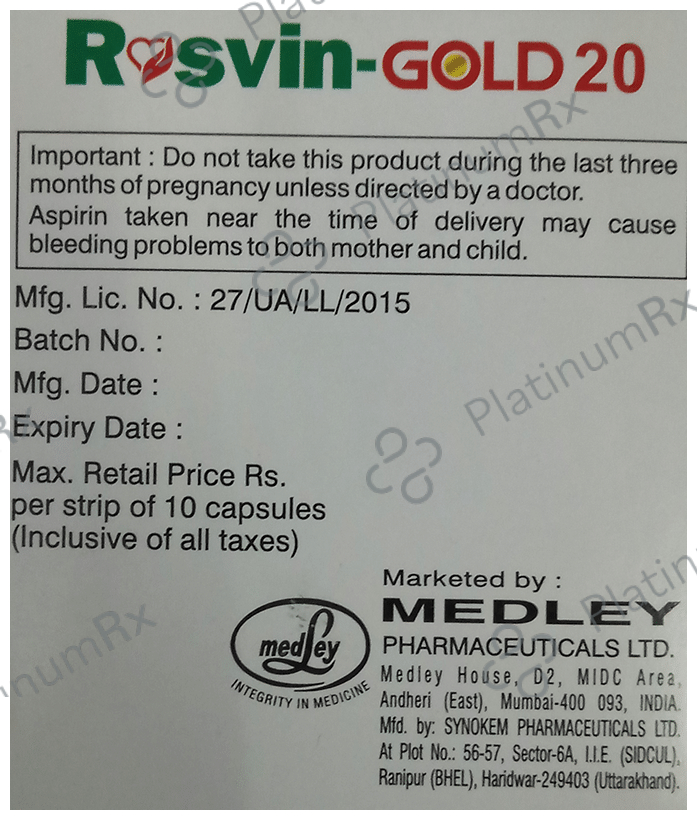 Rosvin-GOLD 20
Important : Do not take this product during the last three
months of pregnancy unless directed by a doctor.
Aspirin taken near the time of delivery may cause
bleeding problems to both mother and child.
Mfg. Lic. No. : 27/UA/LL/2015
Batch No. :
Mfg. Date :
Expiry Date :
Max. Retail Price Rs.
per strip of 10 capsules
(Inclusive of all taxes)
medley
INTEGRITY IN MEDICINE
Marketed by :
MEDLEY
PHARMACEUTICALS LTD.
Medley House, D2, MIDC Area,
Andheri (East), Mumbai-400 093, INDIA.
Mfd. by: SYNOKEM PHARMACEUTICALS LTD.
At Plot No.: 56-57, Sector-6A, I.I.E. (SIDCUL),
Ranipur (BHEL), Haridwar-249403 (Uttarakhand).
PlatinumRx
PlatinumRx
PlatinumRx